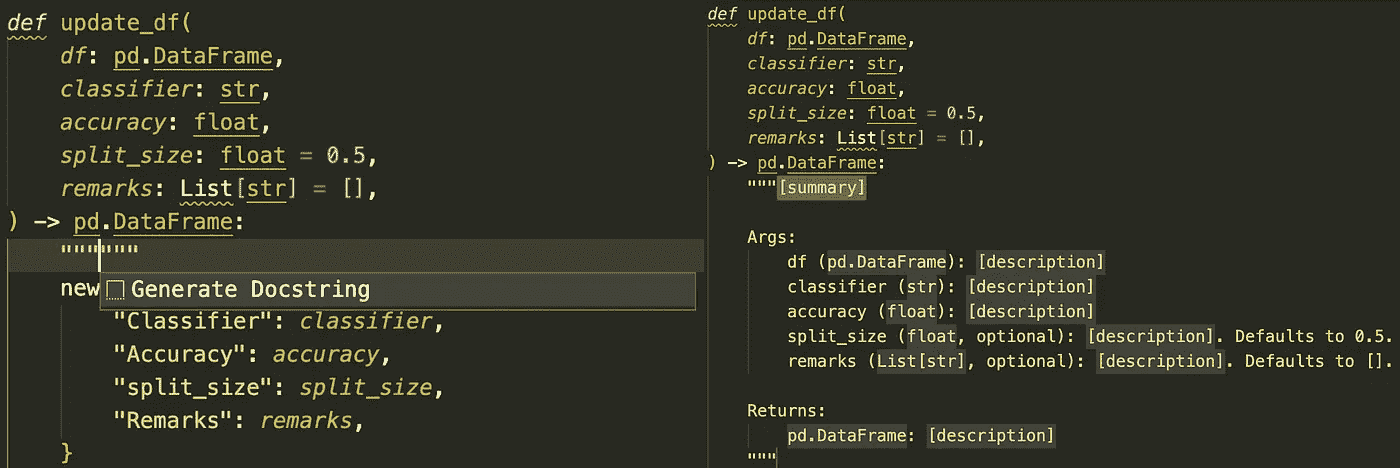 def update_df(
    df: pd.DataFrame,
    classifier: str,
    accuracy: float,
    split_size: float = 0.5,
    remarks: List[str] = [],
) -> pd.DataFrame:
    """"""
    new
Generate Docstring
        "Classifier": classifier,
        "Accuracy": accuracy,
        "split_size": split_size,
        "Remarks": remarks,
    }
def update_df(
    df: pd.DataFrame,
    classifier: str,
    accuracy: float,
    split_size: float = 0.5,
    remarks: List[str] = [],
) -> pd.DataFrame:
    """[summary]
    Args:
        df (pd.DataFrame): [description]
        classifier (str): [description]
        accuracy (float): [description]
        split_size (float, optional): [description]. Defaults to 0.5.
        remarks (List[str], optional): [description]. Defaults to [].
    Returns:
        pd.DataFrame: [description]
    """